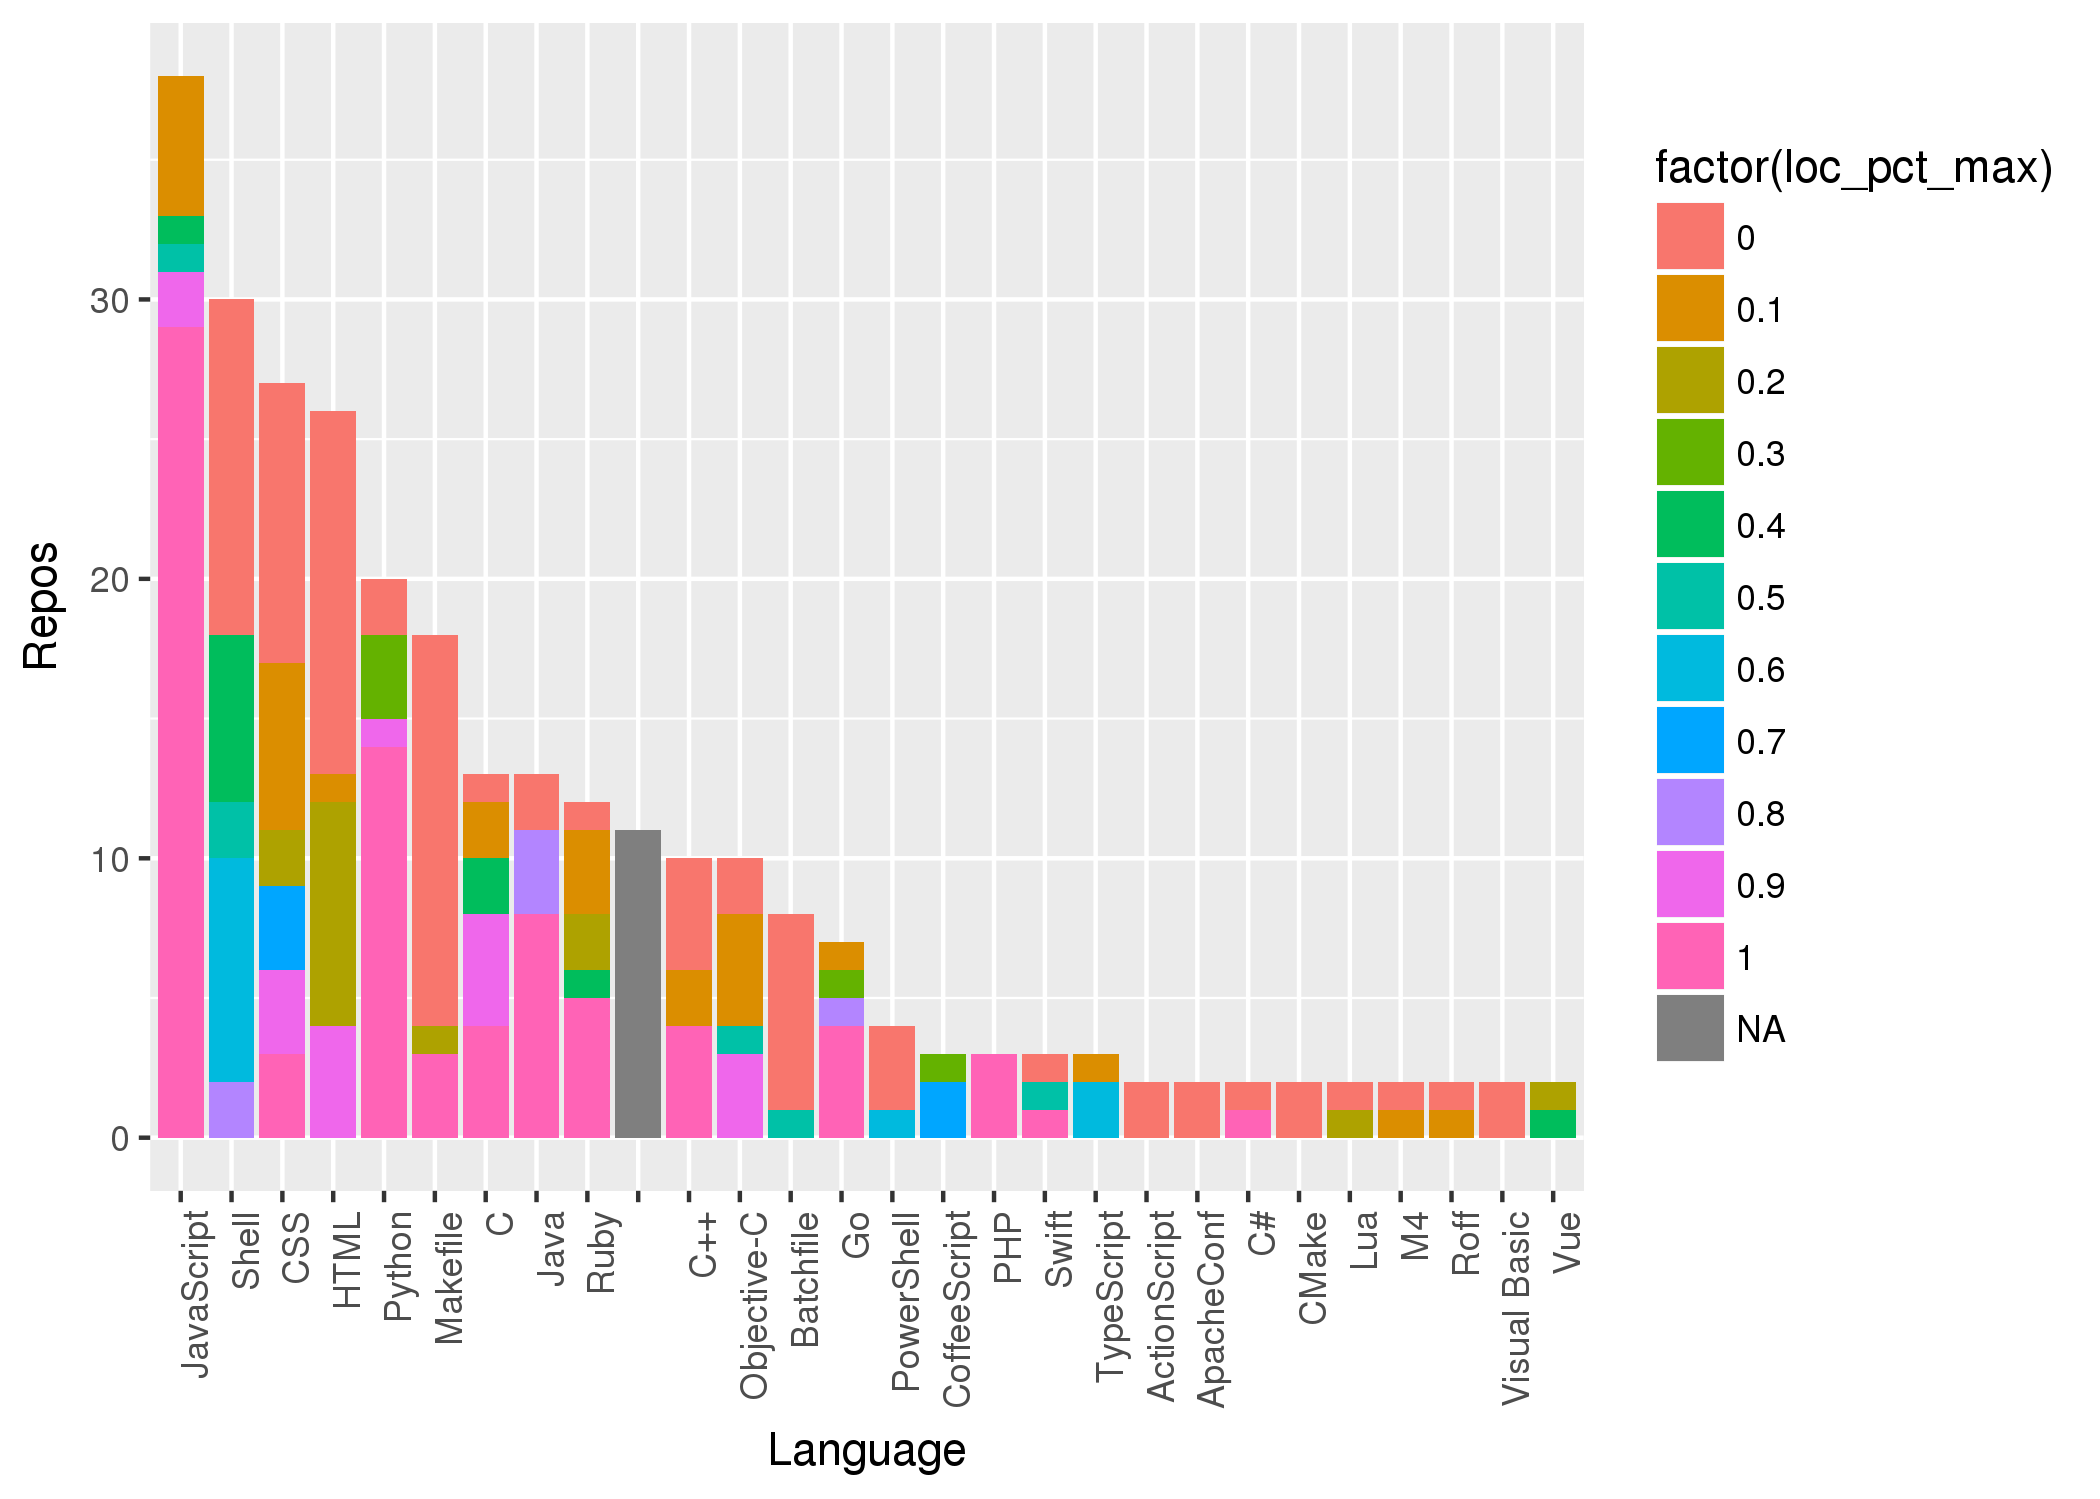 Repos
30
20
10
0
JavaScript
Shell
CSS
HTML
Python
Makefile
C
Java
Ruby
C++
Objective-C
Batchfile
Go
PowerShell
CoffeeScript
PHP
Swift
TypeScript
ActionScript
ApacheConf
C#
CMake
Lua
M4
Roff
Visual Basic
Vue
Language
factor(loc_pct_max)
0
0.1
0.2
0.3
0.4
0.5
0.6
0.7
0.8
0.9
1
NA